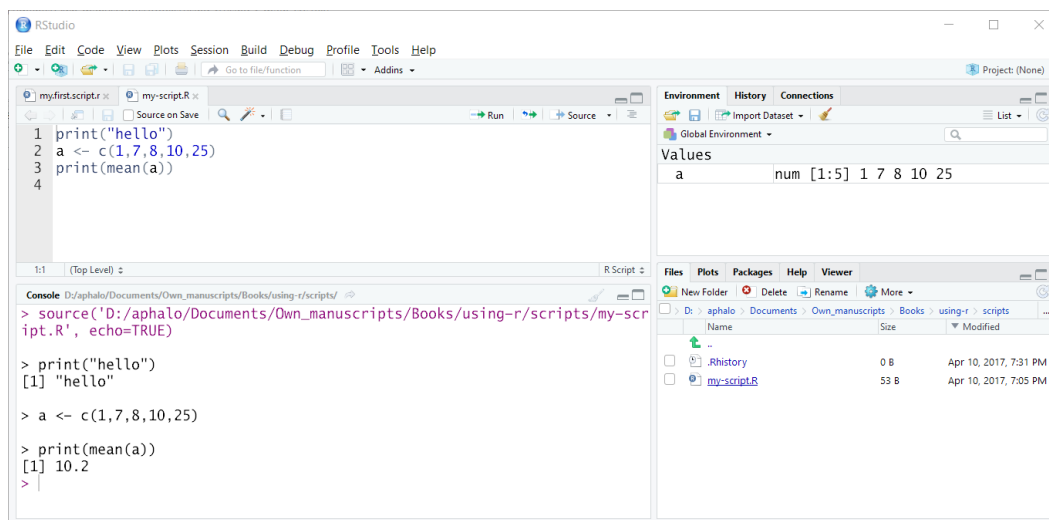 RStudio
File Edit Code View Plots Session Build Debug Profile Tools Help
Go to file/function Addins Project: (None)
my.first.script.r my-script.R
Source on Save Run Source
1 print("hello")
2 a <- c(1,7,8,10,25)
3 print(mean(a))
4
1:1 (Top Level) R Script
Console D:/aphalo/Documents/Own_manuscripts/Books/using-r/scripts/
> source('D:/aphalo/Documents/Own_manuscripts/Books/using-r/scripts/my-scr
ipt.R', echo=TRUE)
> print("hello")
[1] "hello"
> a <- c(1,7,8,10,25)
> print(mean(a))
[1] 10.2
>
Environment History Connections
Import Dataset List
Global Environment
Values
a num [1:5] 1 7 8 10 25
Files Plots Packages Help Viewer
New Folder Delete Rename More
D: > aphalo > Documents > Own_manuscripts > Books > using-r > scripts ...
Name Size Modified
..
.Rhistory 0 B Apr 10, 2017, 7:31 PM
my-script.R 53 B Apr 10, 2017, 7:05 PM